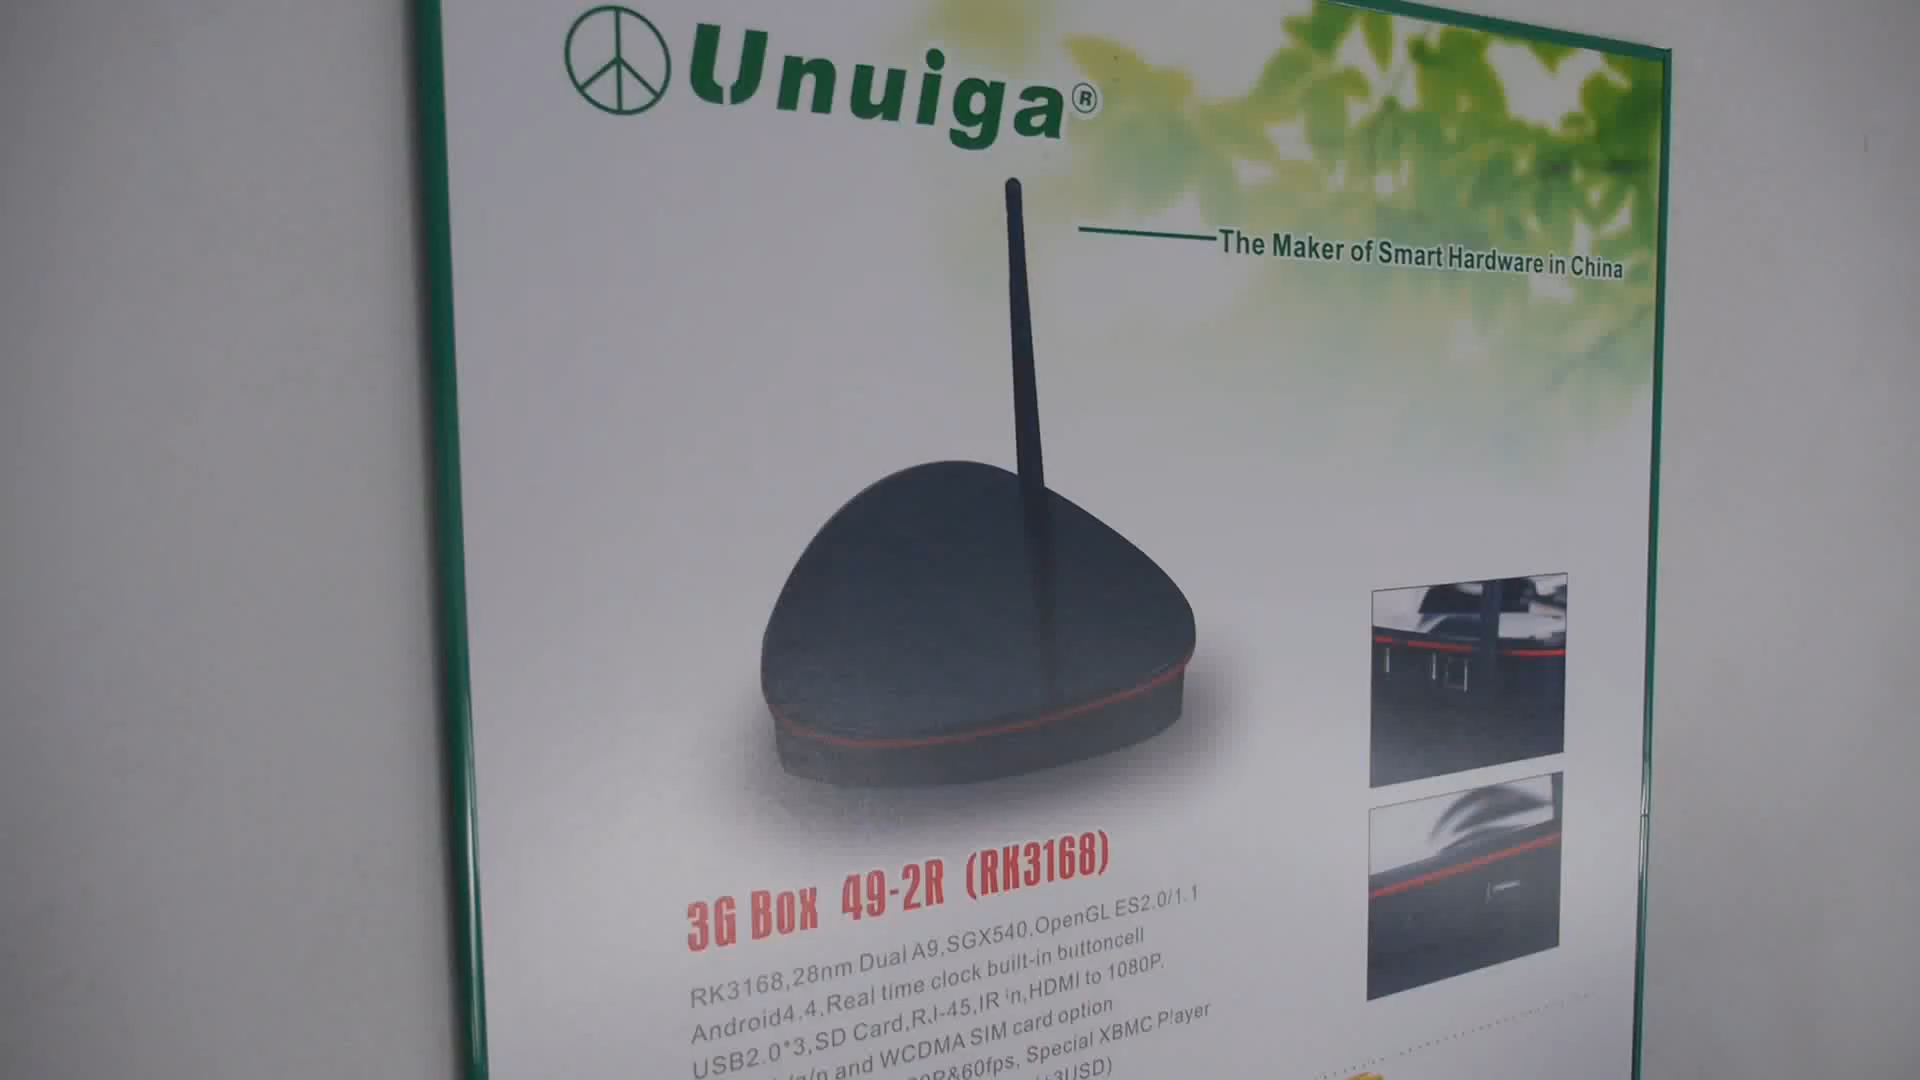 Unuiga®
The Maker of Smart Hardware in China
3G Box 49-2R (RK3168)
RK3168,28nm Dual A9,SGX540,OpenGL ES2.0/1.1
Android4.4,Real time clock built-in buttoncell
USB2.0*3,SD Card,RJ-45,IR in,HDMI to 1080P.
and WCDMA SIM card option
&60fps, Special XBMC Player
3USD)